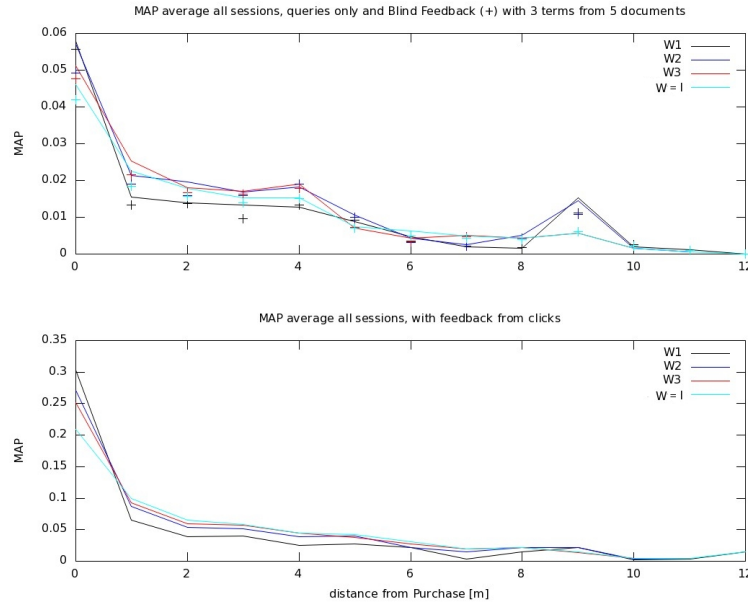 MAP average all sessions, queries only and Blind Feedback (+) with 3 terms from 5 documents
0.06
0.05
0.04
0.03
0.02
0.01
0
MAP
W1
W2
W3
W = I
0 2 4 6 8 10 12
MAP average all sessions, with feedback from clicks
0.35
0.3
0.25
0.2
0.15
0.1
0.05
0
MAP
W1
W2
W3
W = I
0 2 4 6 8 10 12
distance from Purchase [m]